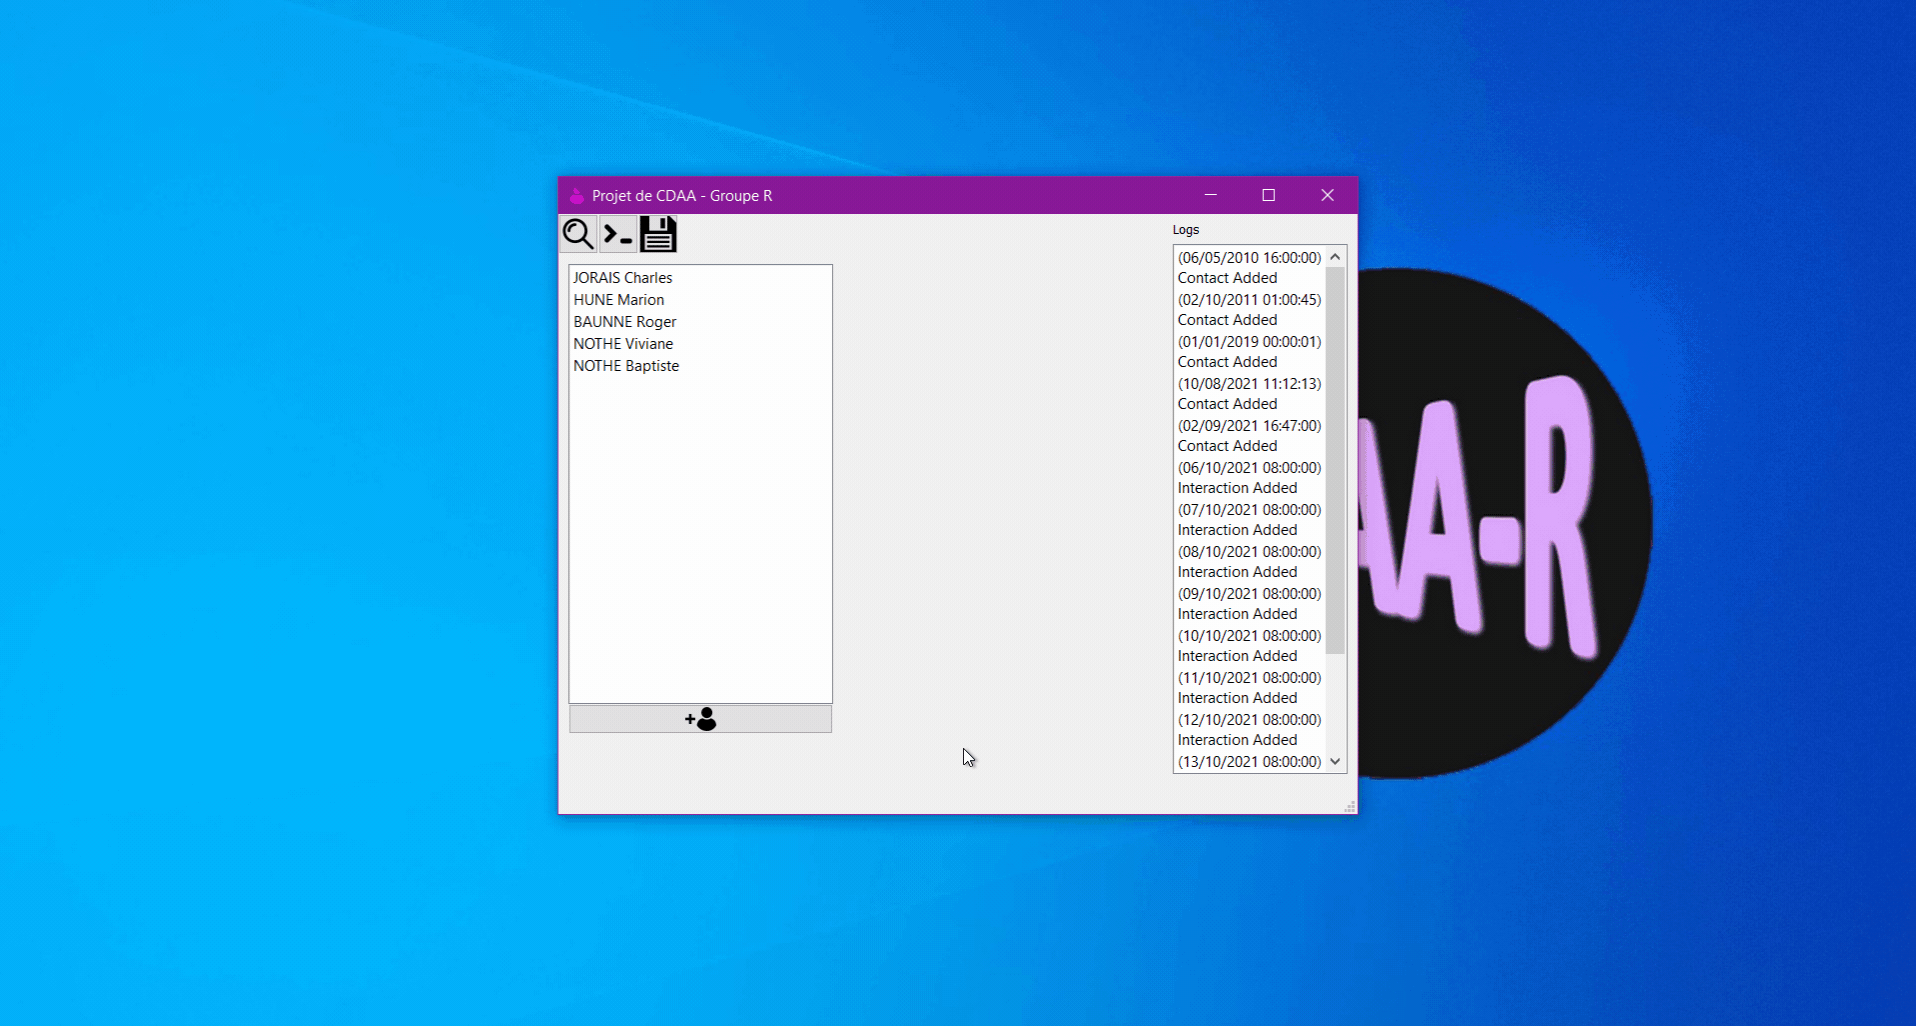 Projet de CDAA - Groupe R
Logs
JORAIS Charles
HUNE Marion
BAUNNE Roger
NOTHE Viviane
NOTHE Baptiste
(06/05/2010 16:00:00)
Contact Added
(02/10/2011 01:00:45)
Contact Added
(01/01/2019 00:00:01)
Contact Added
(10/08/2021 11:12:13)
Contact Added
(02/09/2021 16:47:00)
Contact Added
(06/10/2021 08:00:00)
Interaction Added
(07/10/2021 08:00:00)
Interaction Added
(08/10/2021 08:00:00)
Interaction Added
(09/10/2021 08:00:00)
Interaction Added
(10/10/2021 08:00:00)
Interaction Added
(11/10/2021 08:00:00)
Interaction Added
(12/10/2021 08:00:00)
Interaction Added
(13/10/2021 08:00:00)
A-R